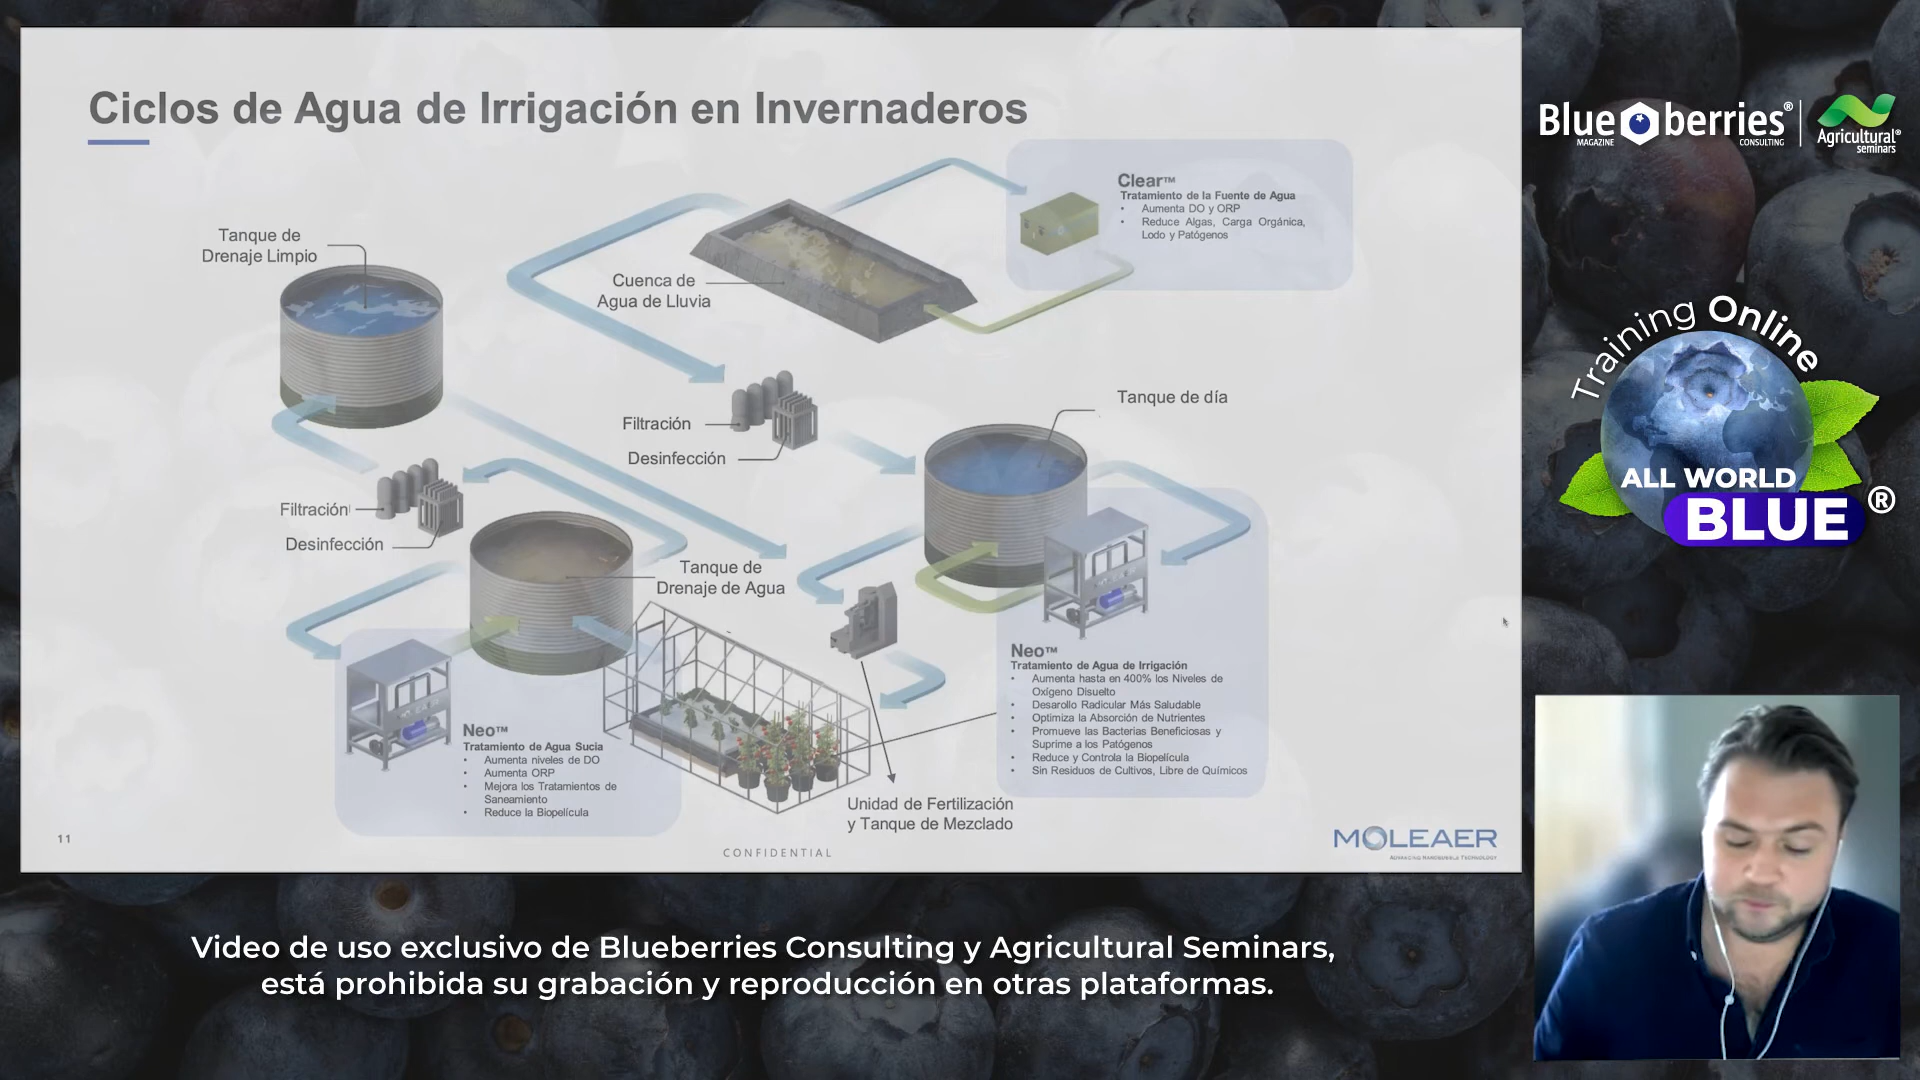 Ciclos de Agua de Irrigación en Invernaderos
Clear™
Tratamiento de la Fuente de Agua
• Aumenta DO y ORP
• Reduce Algas, Carga Orgánica,
Lodo y Patógenos
Tanque de
Drenaje Limpio
Cuenca de
Agua de Lluvia
Filtración
Desinfección
Tanque de día
Filtración
Desinfección
Tanque de
Drenaje de Agua
Neo™
Tratamiento de Agua de Irrigación
• Aumenta hasta en 400% los Niveles de
Oxígeno Disuelto
• Desarollo Radicular Más Saludable
• Optimiza la Absorción de Nutrientes
• Promueve las Bacterias Beneficiosas y
Suprime a los Patógenos
• Reduce y Controla la Biopelícula
• Sin Residuos de Cultivos, Libre de Químicos
Neo™
Tratamiento de Agua Sucia
• Aumenta niveles de DO
• Aumenta ORP
• Mejora los Tratamientos de
Saneamiento
• Reduce la Biopelícula
Unidad de Fertilización
y Tanque de Mezclado
11
CONFIDENTIAL
MOLEAER
ADVANCING NANOBUBBLE TECHNOLOGY
Blueberries®
MAGAZINE CONSULTING
Agricultural®
seminars
Training Online
ALL WORLD
BLUE®
Video de uso exclusivo de Blueberries Consulting y Agricultural Seminars,
está prohibida su grabación y reproducción en otras plataformas.